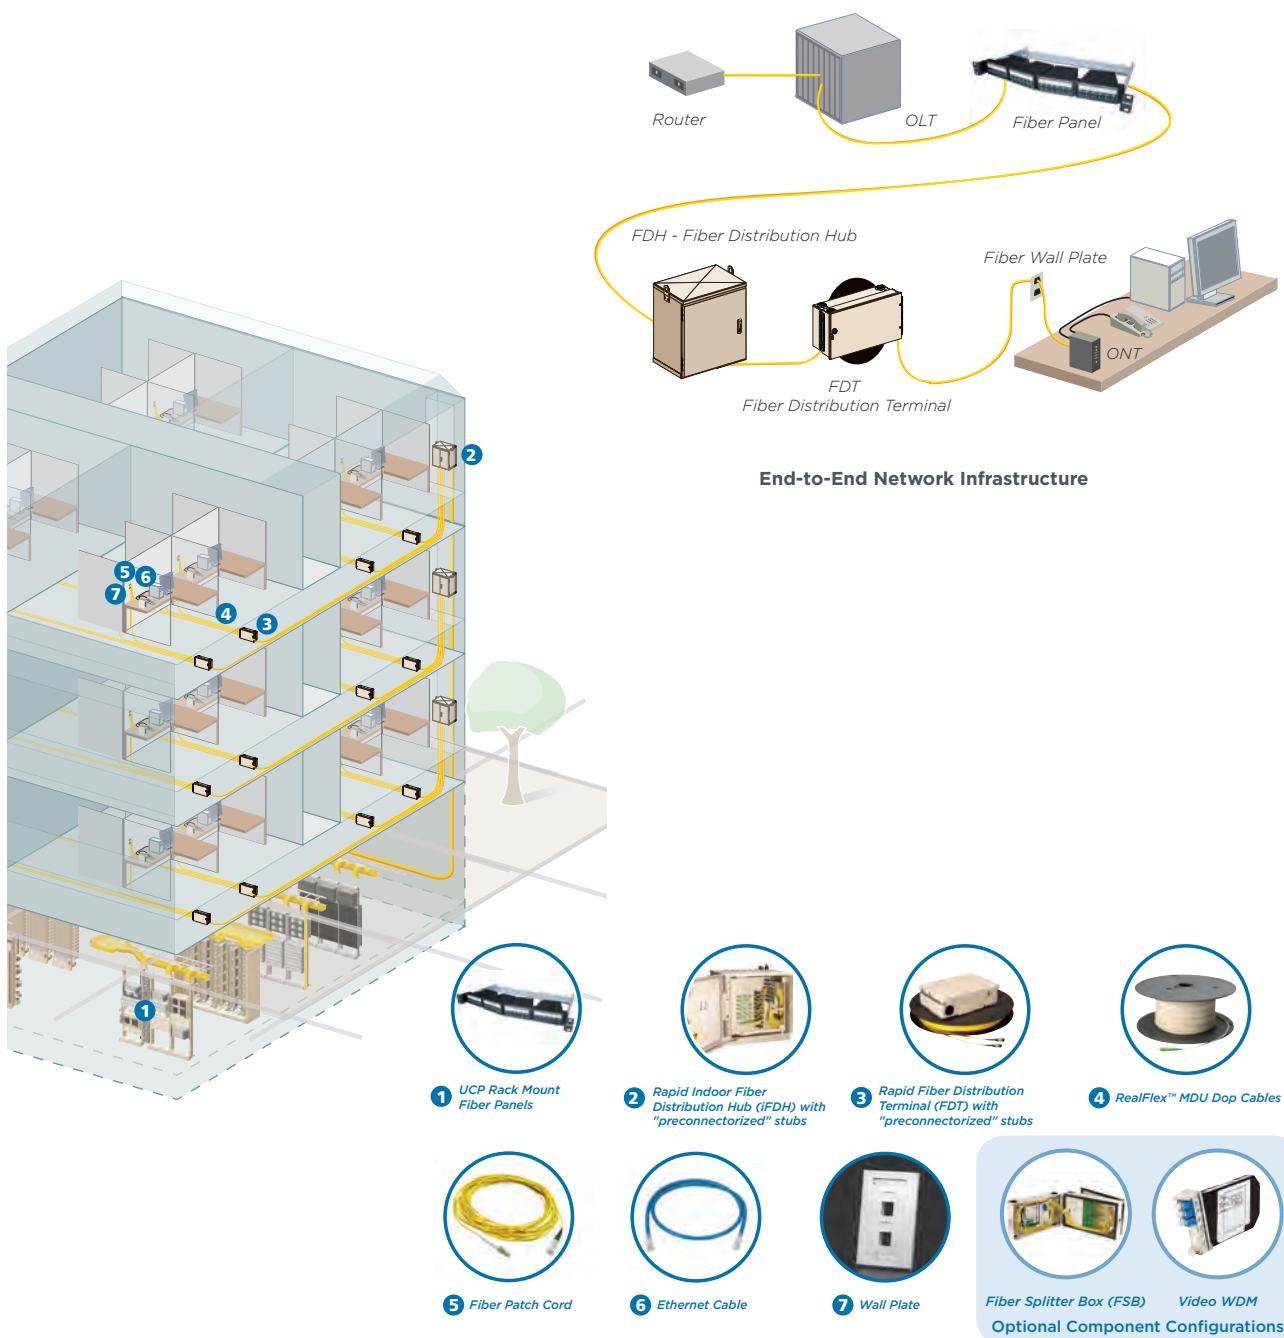 Router
OLT
Fiber Panel
FDH - Fiber Distribution Hub
Fiber Wall Plate
ONT
FDT
Fiber Distribution Terminal
End-to-End Network Infrastructure
2
5
6
7
4
3
1
1 UCP Rack Mount
Fiber Panels
2 Rapid Indoor Fiber
Distribution Hub (iFDH) with
"preconnectorized" stubs
3 Rapid Fiber Distribution
Terminal (FDT) with
"preconnectorized" stubs
4 RealFlex™ MDU Dop Cables
5 Fiber Patch Cord
6 Ethernet Cable
7 Wall Plate
Fiber Splitter Box (FSB)
Video WDM
Optional Component Configurations